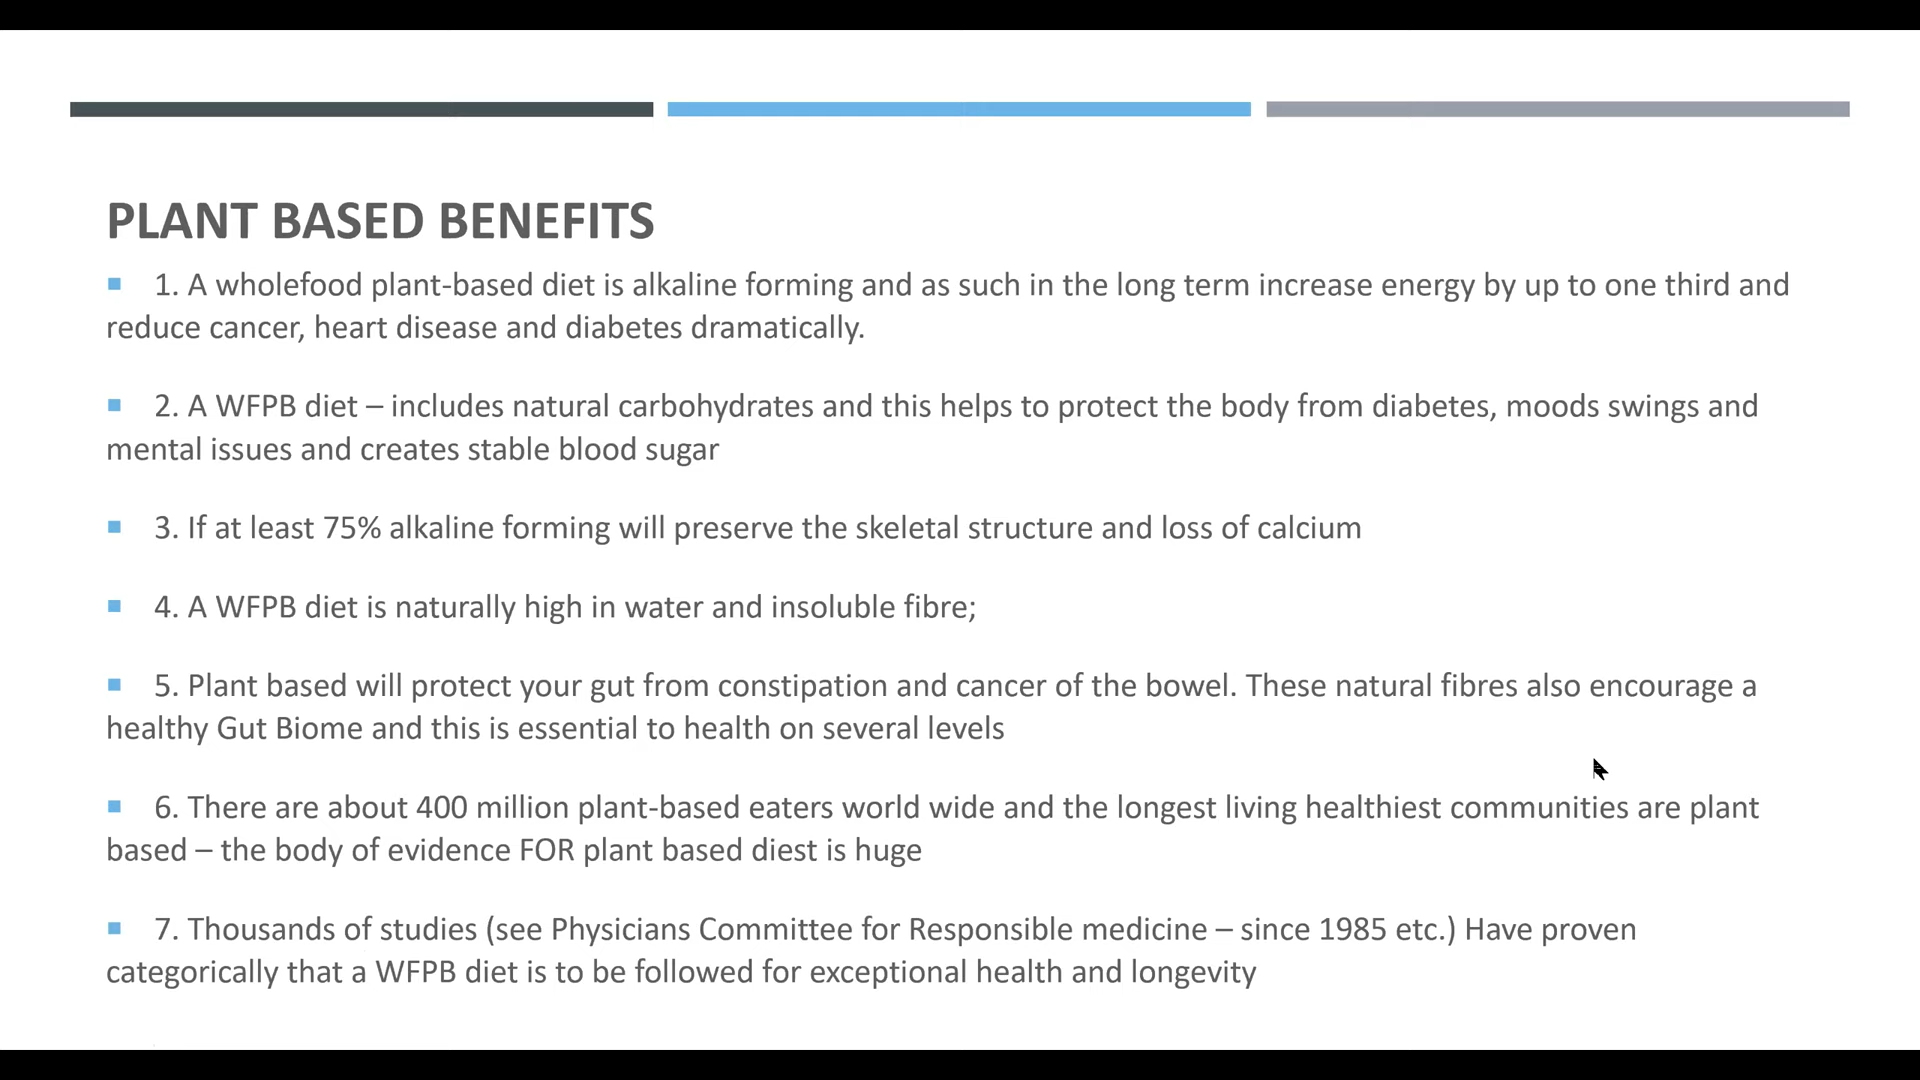 PLANT BASED BENEFITS
1. A wholefood plant-based diet is alkaline forming and as such in the long term increase energy by up to one third and
reduce cancer, heart disease and diabetes dramatically.
2. A WFPB diet – includes natural carbohydrates and this helps to protect the body from diabetes, moods swings and
mental issues and creates stable blood sugar
3. If at least 75% alkaline forming will preserve the skeletal structure and loss of calcium
4. A WFPB diet is naturally high in water and insoluble fibre;
5. Plant based will protect your gut from constipation and cancer of the bowel. These natural fibres also encourage a
healthy Gut Biome and this is essential to health on several levels
6. There are about 400 million plant-based eaters world wide and the longest living healthiest communities are plant
based – the body of evidence FOR plant based diest is huge
7. Thousands of studies (see Physicians Committee for Responsible medicine – since 1985 etc.) Have proven
categorically that a WFPB diet is to be followed for exceptional health and longevity